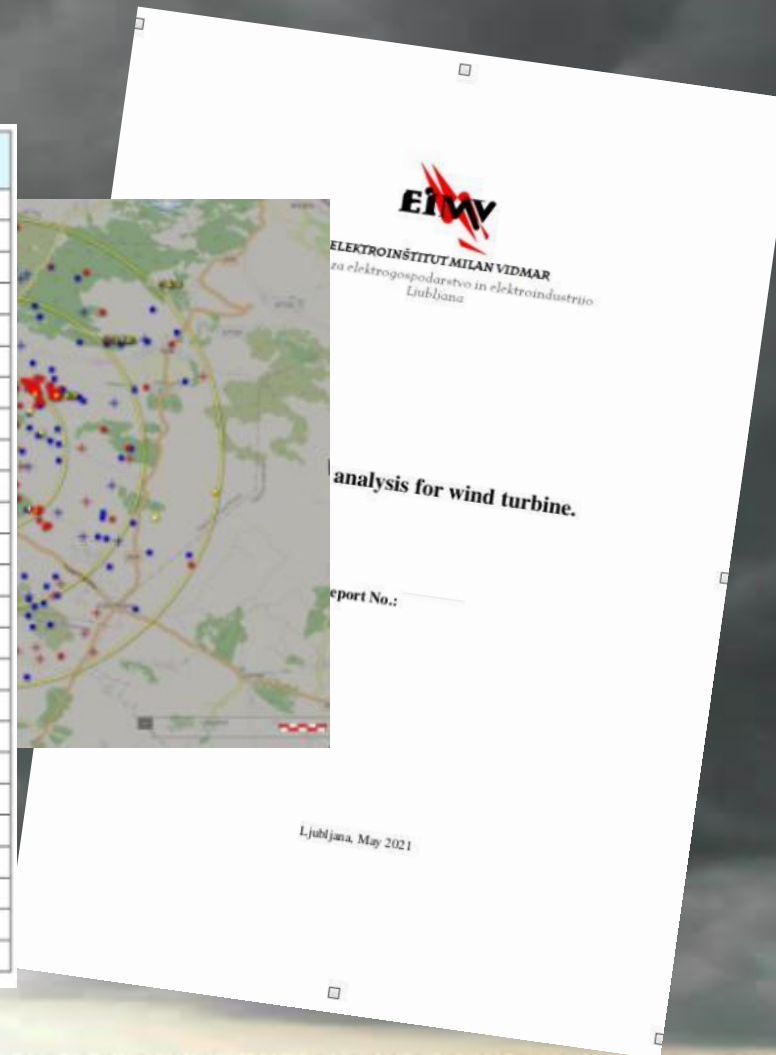 EIMV
ELEKTROINŠTITUT MILAN VIDMAR
za elektrogospodarstvo in elektroindustrijo
Ljubljana
analysis for wind turbine.
eport No.:
Ljubljana, May 2021